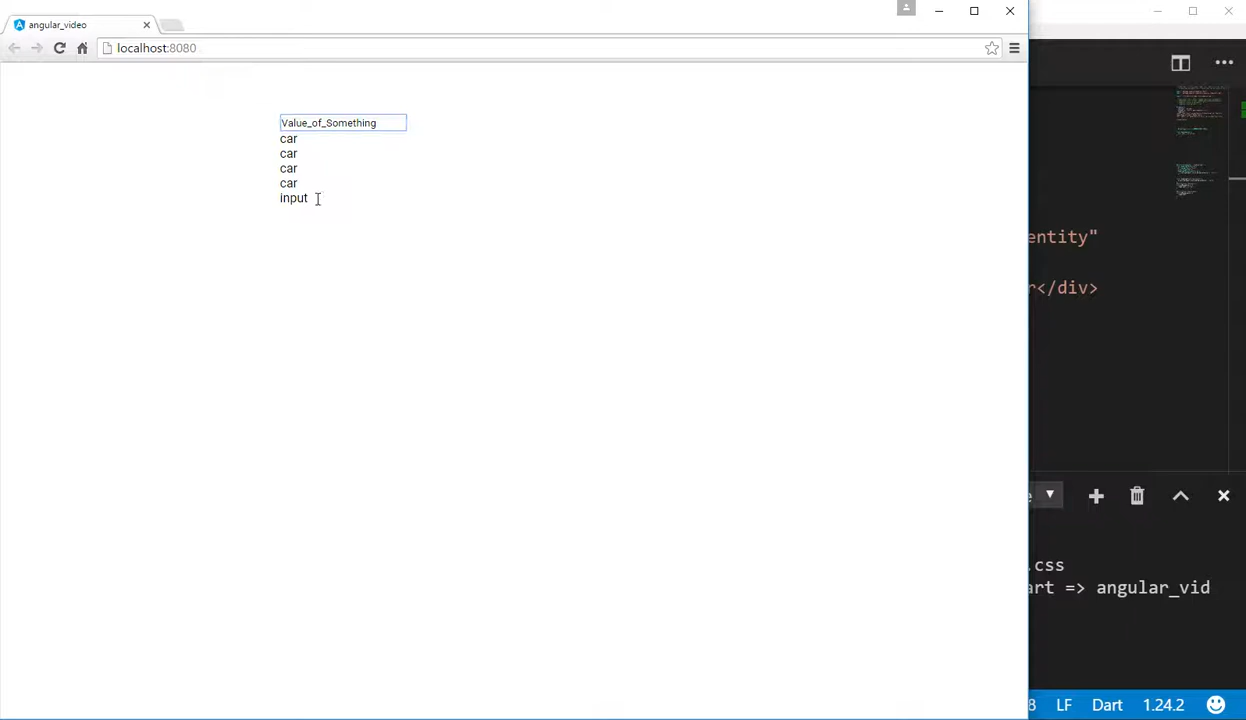 angular_video
localhost:8080
Value_of_Something
car
car
car
car
input
entity"
r</div>
e
.css
art => angular_vid
8 LF Dart 1.24.2